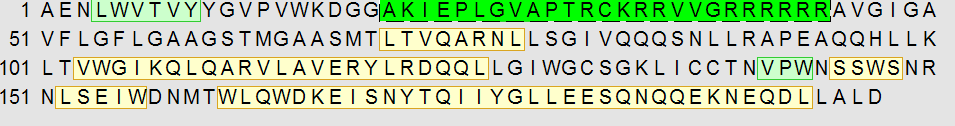 1 AENLWVTVYYGVPVWKDGGAKIEPLGVAPTRCKRRVVGRRRRRRAVGIGA
51 VFLGFLGAAGSTMGAASMTLTVQARNLLSGIVQQQSNLLRAPEAQQHLLK
101 LTVWGIKQLQARVLAVERYLRDQQLLGIWGCSGKLICCTNVPWNSSWSNR
151 NLSEIWDNMTWLQWDKEISNYTQIIYGLLEESQNQQEKNEQDLLALD